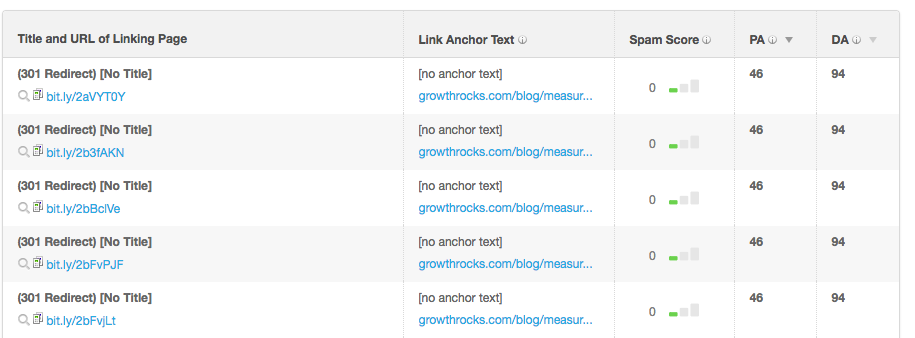 Title and URL of Linking Page Link Anchor Text Spam Score PA DA
(301 Redirect) [No Title] [no anchor text] 46 94
bit.ly/2aVYT0Y growthrocks.com/blog/measur... 0
(301 Redirect) [No Title] [no anchor text] 46 94
bit.ly/2b3fAKN growthrocks.com/blog/measur... 0
(301 Redirect) [No Title] [no anchor text] 46 94
bit.ly/2bBclVe growthrocks.com/blog/measur... 0
(301 Redirect) [No Title] [no anchor text] 46 94
bit.ly/2bFvPJF growthrocks.com/blog/measur... 0
(301 Redirect) [No Title] [no anchor text] 46 94
bit.ly/2bFvjLt growthrocks.com/blog/measur... 0